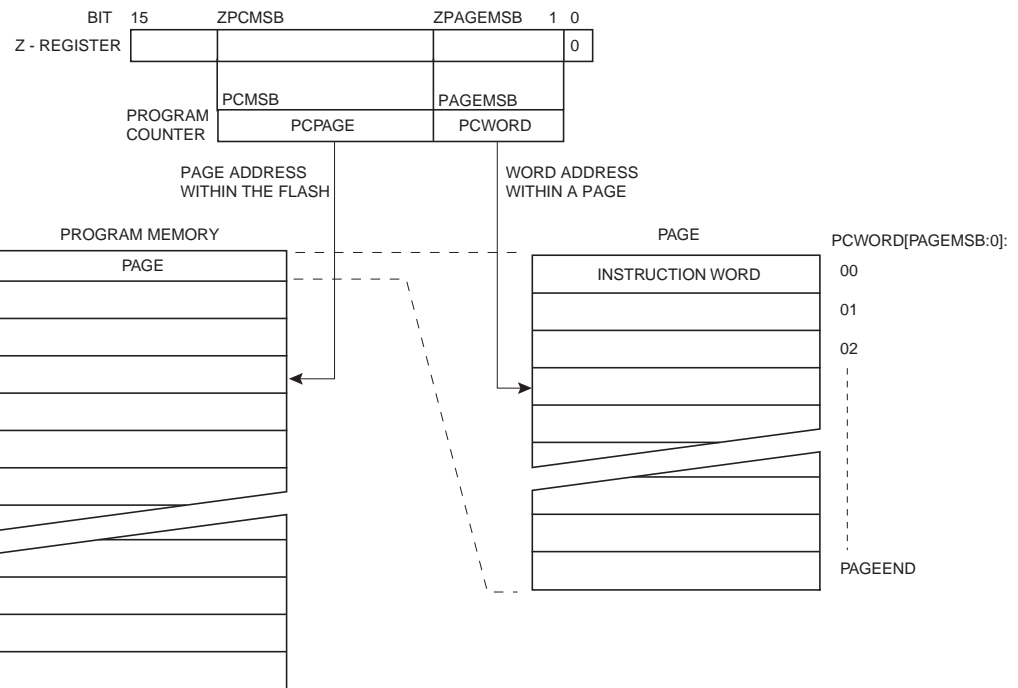 BIT 15 ZPCMSB ZPAGEMSB 1 0
Z - REGISTER 0
PCMSB PAGEMSB
PROGRAM
COUNTER
PCPAGE PCWORD
PAGE ADDRESS
WITHIN THE FLASH
WORD ADDRESS
WITHIN A PAGE
PROGRAM MEMORY PAGE PCWORD[PAGEMSB:0]:
PAGE INSTRUCTION WORD 00
01
02
PAGEEND